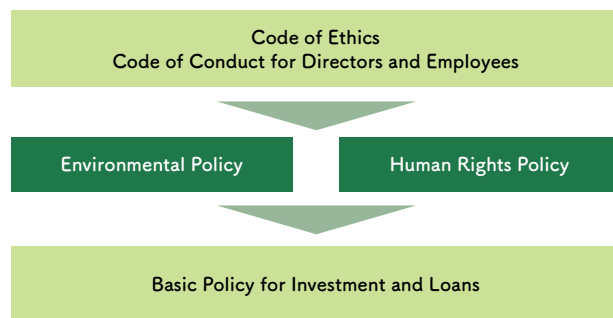 Code of Ethics
Code of Conduct for Directors and Employees
Environmental Policy
Human Rights Policy
Basic Policy for Investment and Loans